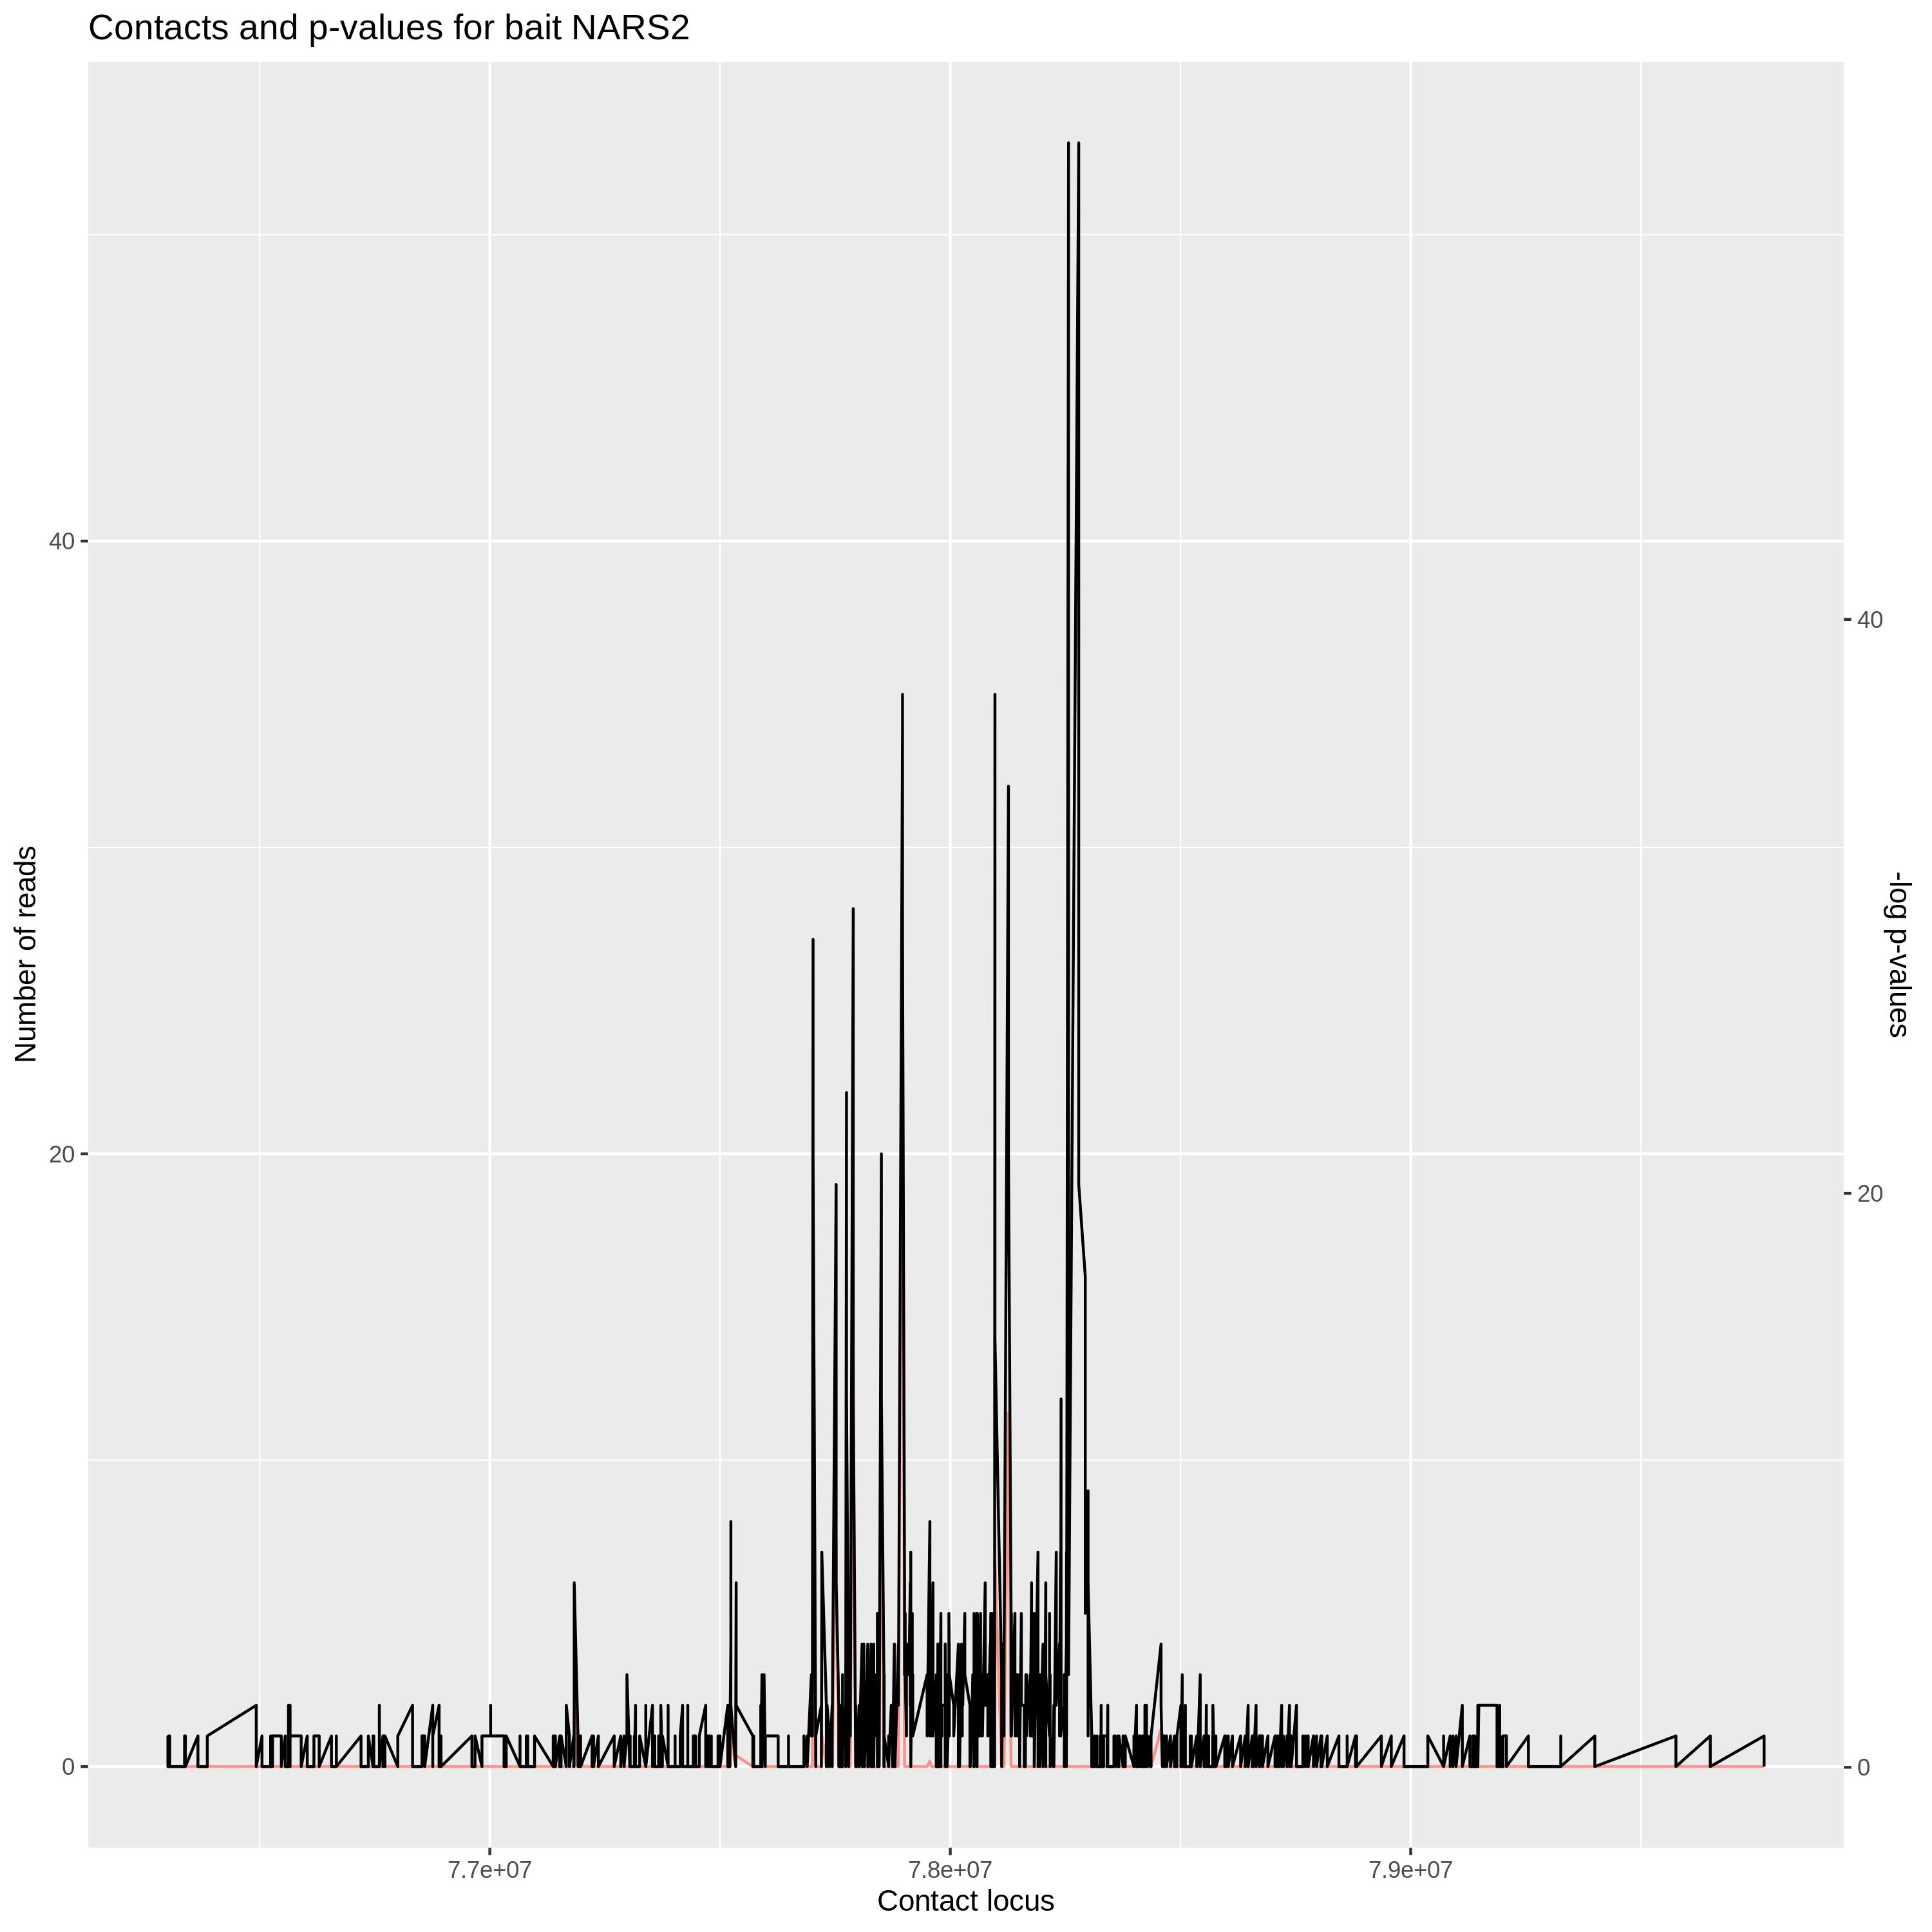 Contacts and p-values for bait NARS2
Number of reads
40
20
0
40
20
0
-log p-values
7.7e+07
7.8e+07
7.9e+07
Contact locus